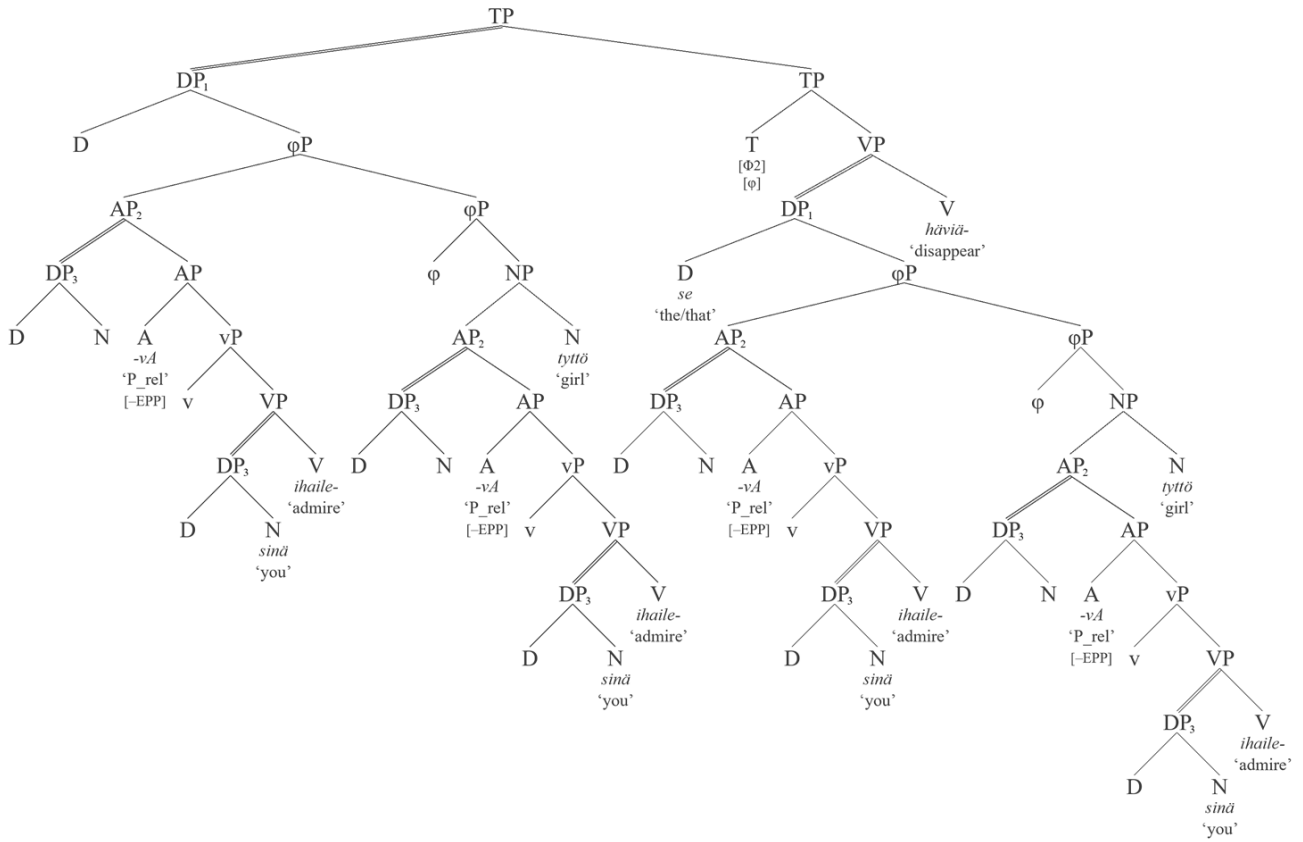 TP
DP₁ TP
D φP T VP
[Φ2]
[φ]
AP₂ φP DP₁ V
häviä-
‘disappear’
DP₃ AP φ NP D φP
se
‘the/that’
D N A vP AP₂ N AP₂ φP
-vA tyttö
‘P_rel’ ‘girl’
[–EPP]
v VP DP₃ AP DP₃ AP φ NP
DP₃ V D N A vP D N A vP AP₂ N
ihaile- -vA -vA tyttö
‘admire’ ‘P_rel’ ‘P_rel’ ‘girl’
[–EPP] [–EPP]
D N v VP v VP DP₃ AP
sinä
‘you’
DP₃ V DP₃ V D N A vP
ihaile- ihaile- -vA
‘admire’ ‘admire’ ‘P_rel’
[–EPP]
D N D N v VP
sinä sinä
‘you’ ‘you’
DP₃ V
ihaile-
‘admire’
D N
sinä
‘you’